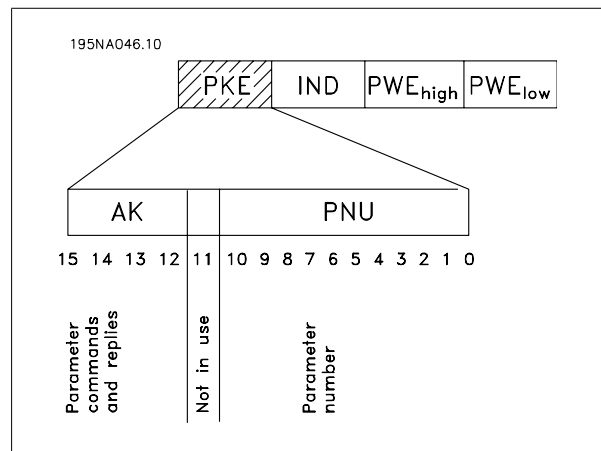 195NA046.10
PKE IND PWEhigh PWElow
AK PNU
15 14 13 12 11 10 9 8 7 6 5 4 3 2 1 0
Parameter
commands
and replies
Not in use
Parameter
number